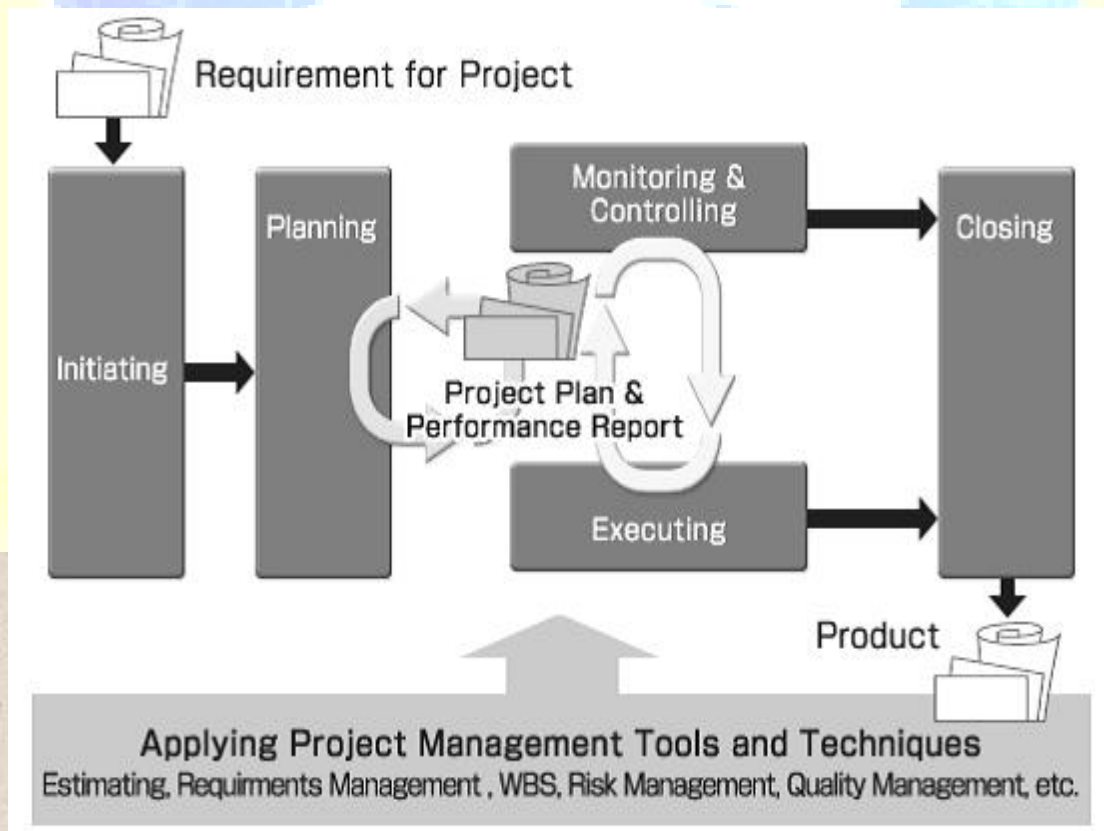 Requirement for Project
Monitoring &
Controlling
Planning
Closing
Initiating
Project Plan &
Performance Report
Executing
Product
Applying Project Management Tools and Techniques
Estimating, Requirments Management , WBS, Risk Management, Quality Management, etc.